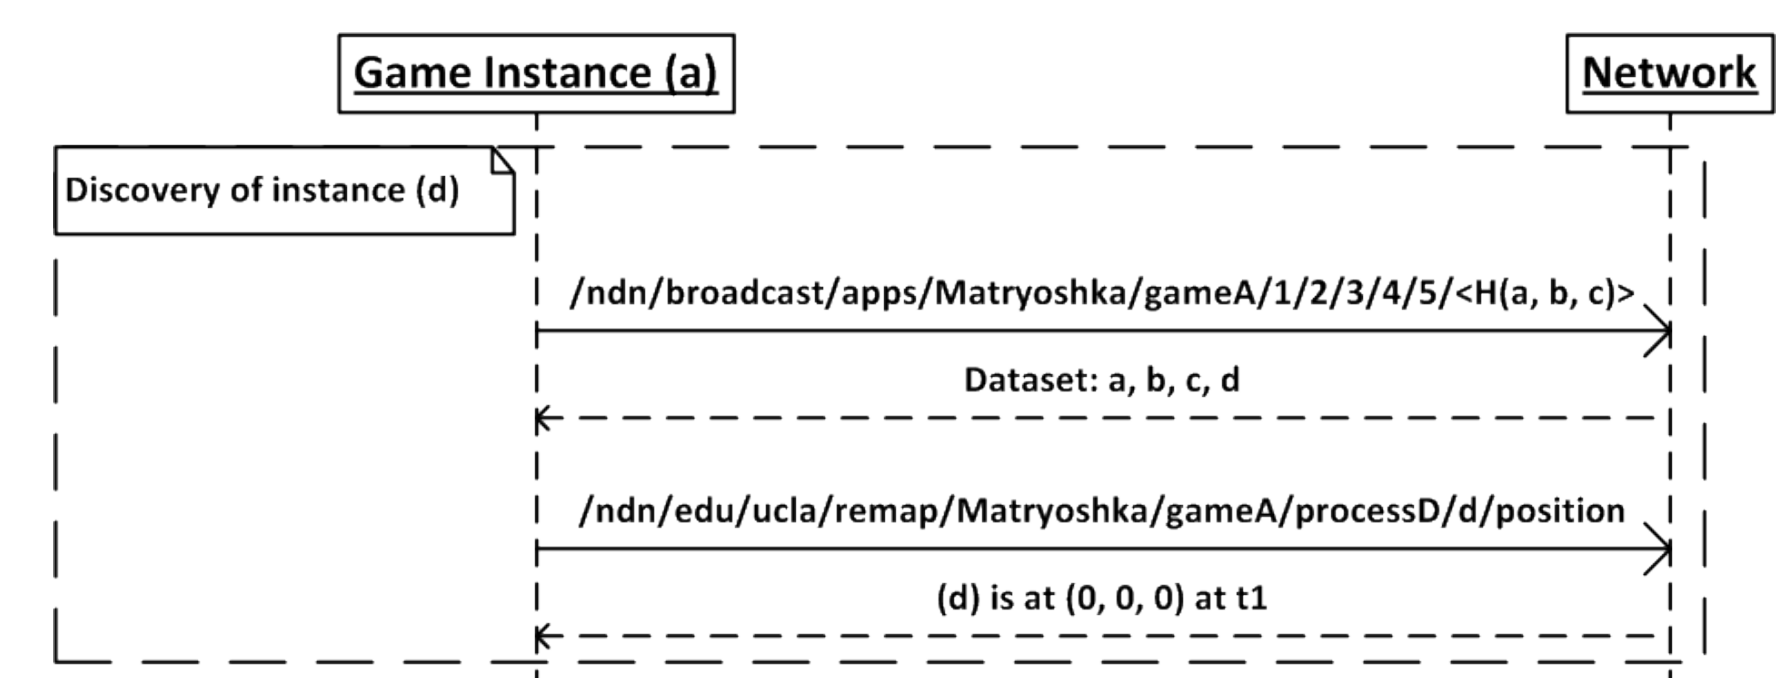 Game Instance (a)
Network
Discovery of instance (d)
/ndn/broadcast/apps/Matryoshka/gameA/1/2/3/4/5/<H(a, b, c)>
Dataset: a, b, c, d
/ndn/edu/ucla/remap/Matryoshka/gameA/processD/d/position
(d) is at (0, 0, 0) at t1